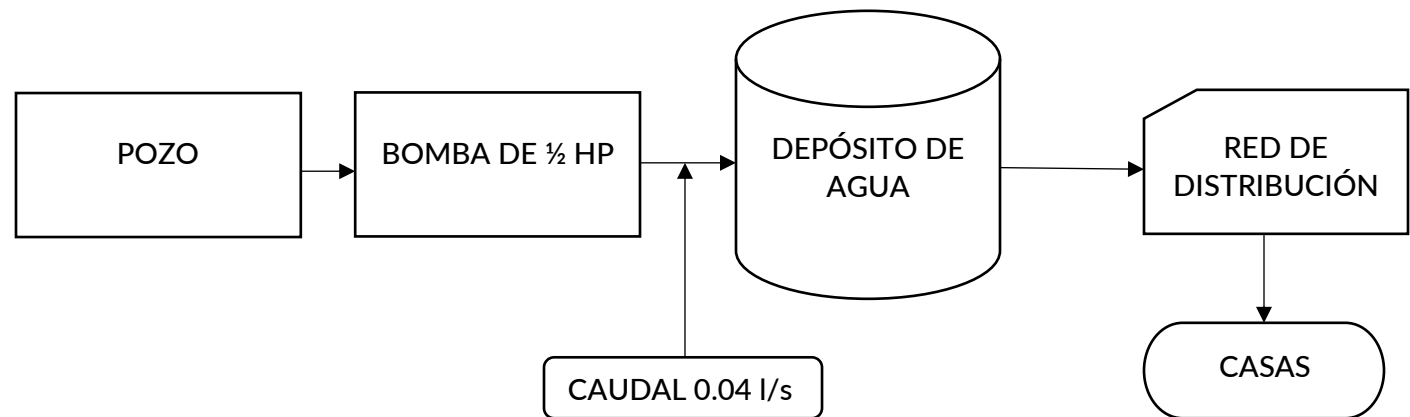 POZO
BOMBA DE ½ HP
DEPÓSITO DE
AGUA
RED DE
DISTRIBUCIÓN
CAUDAL 0.04 l/s
CASAS